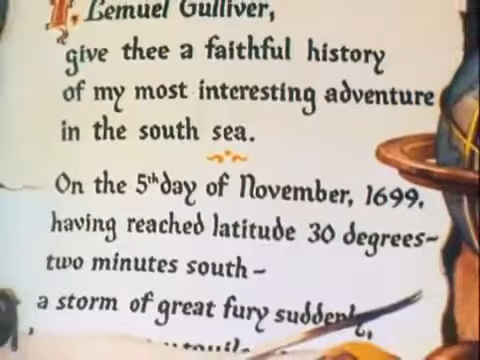 I, Lemuel Gulliver,
give thee a faithful history
of my most interesting adventure
in the south sea.
On the 5th day of November, 1699,
having reached latitude 30 degrees-
two minutes south-
a storm of great fury suddenly,